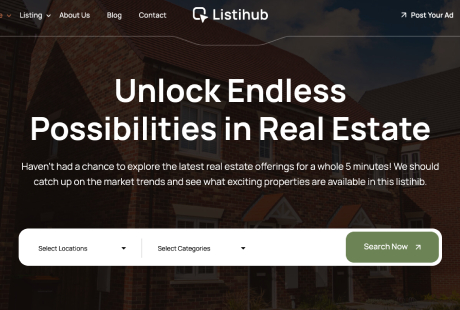 Listing
About Us
Blog
Contact
Listihub
Post Your Ad
Unlock Endless
Possibilities in Real Estate
Haven't had a chance to explore the latest real estate offerings for a whole 5 minutes! We should
catch up on the market trends and see what exciting properties are available in this listihib.
Select Locations
Select Categories
Search Now